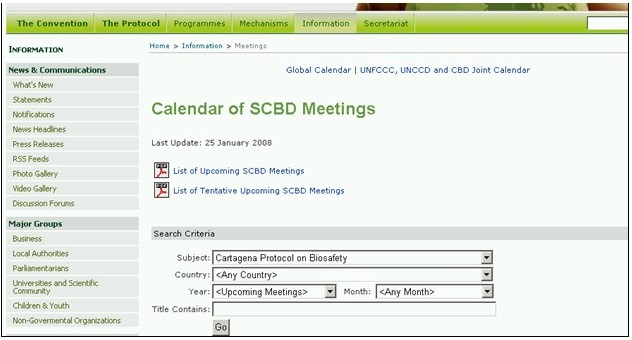 The Convention The Protocol Programmes Mechanisms Information Secretariat
INFORMATION
Home > Information > Meetings
News & Communications
What's New
Statements
Notifications
News Headlines
Press Releases
RSS Feeds
Photo Gallery
Video Gallery
Discussion Forums
Major Groups
Business
Local Authorities
Parliamentarians
Universities and Scientific
Community
Children & Youth
Non-Govermental Organizations
Global Calendar | UNFCCC, UNCCD and CBD Joint Calendar
Calendar of SCBD Meetings
Last Update: 25 January 2008
List of Upcoming SCBD Meetings
List of Tentative Upcoming SCBD Meetings
Search Criteria
Subject: Cartagena Protocol on Biosafety
Country: <Any Country>
Year: <Upcoming Meetings> Month: <Any Month>
Title Contains:
Go